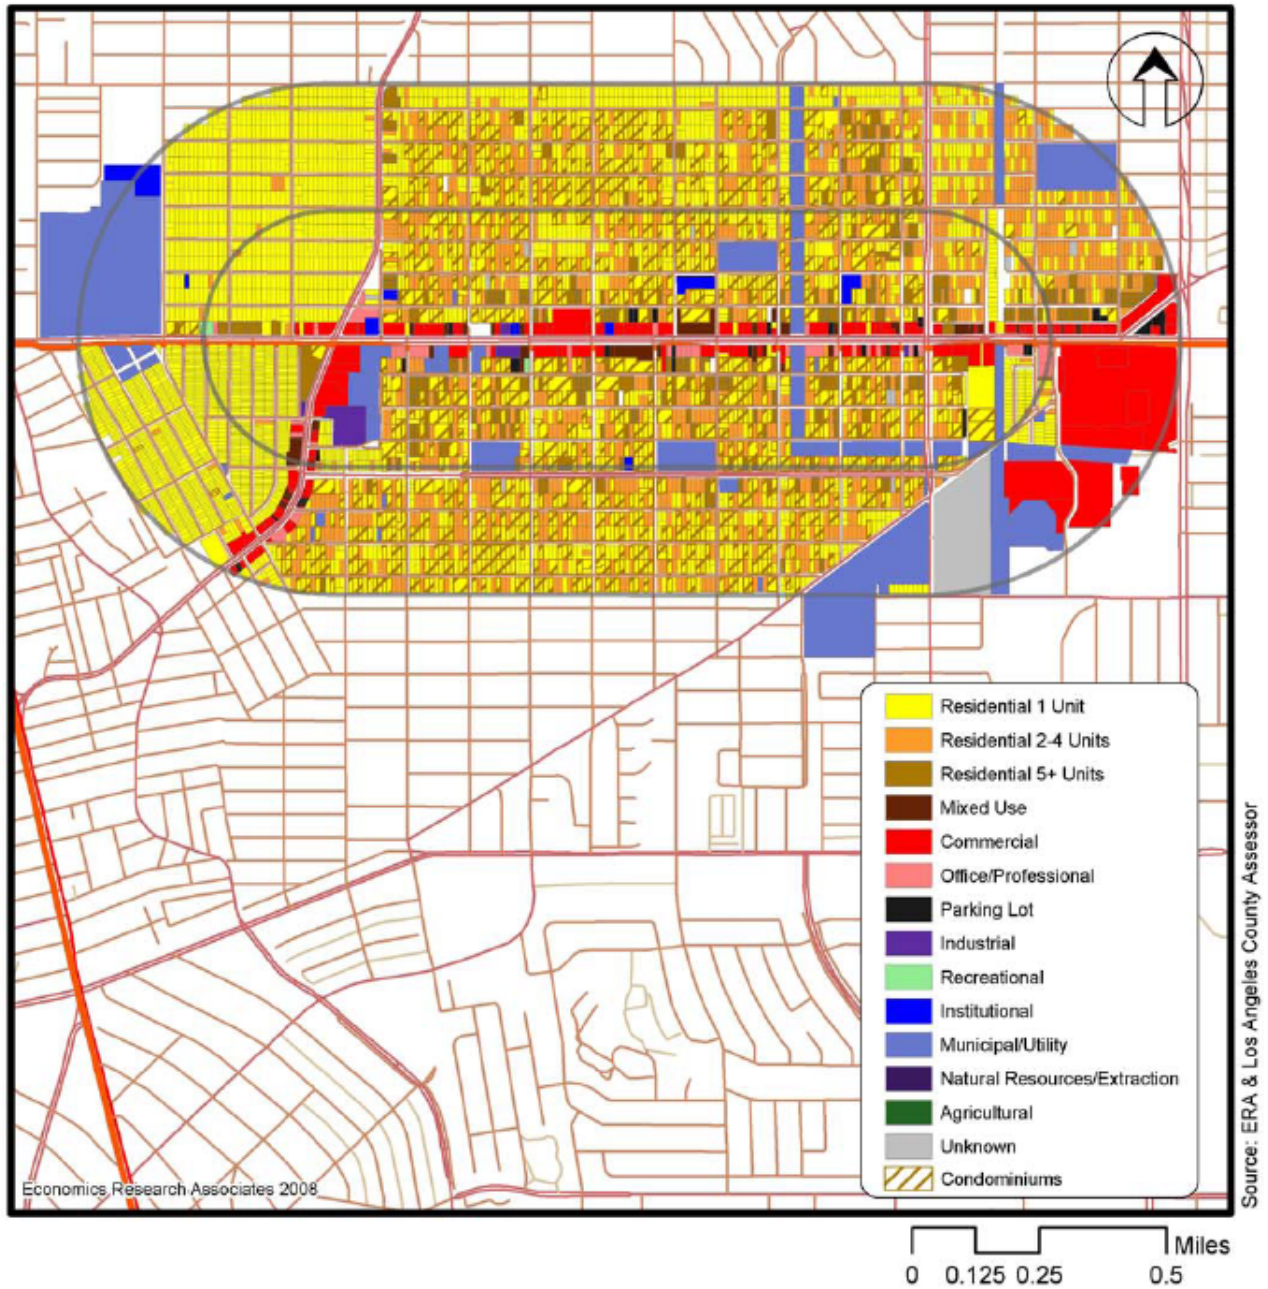 Residential 1 Unit
Residential 2-4 Units
Residential 5+ Units
Mixed Use
Commercial
Office/Professional
Parking Lot
Industrial
Recreational
Institutional
Municipal/Utility
Natural Resources/Extraction
Agricultural
Unknown
Condominiums
Economics Research Associates 2008
Source: ERA & Los Angeles County Assessor
Miles
0 0.125 0.25 0.5